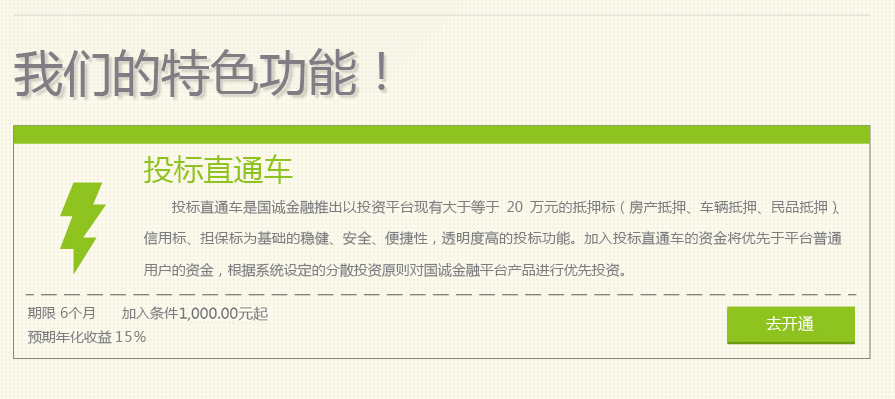 我们的特色功能！
投标直通车
投标直通车是国诚金融推出以投资平台现有大于等于 20 万元的抵押标（房产抵押、车辆抵押、民品抵押）、
信用标、担保标为基础的稳健、安全、便捷性，透明度高的投标功能。加入投标直通车的资金将优先于平台普通
用户的资金，根据系统设定的分散投资原则对国诚金融平台产品进行优先投资。
期限 6个月 加入条件1,000.00元起
预期年化收益 15%
去开通